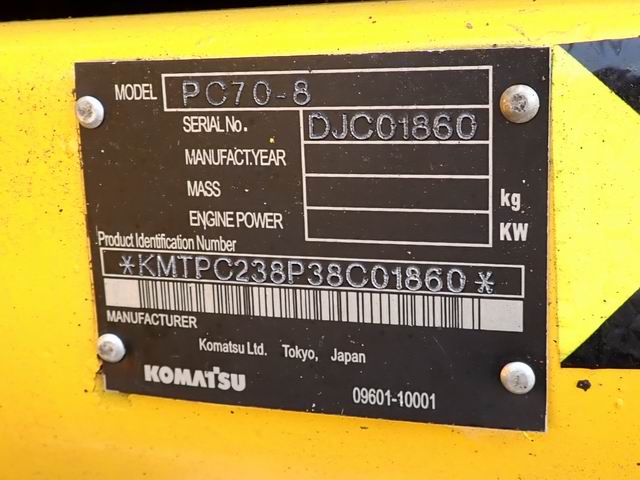 MODEL PC70-8
SERIAL No. DJC01860
MANUFACT.YEAR
MASS kg
ENGINE POWER KW
Product Identification Number
*KMTPC238P38C01860*
MANUFACTURER
Komatsu Ltd. Tokyo, Japan
KOMATSU
09601-10001